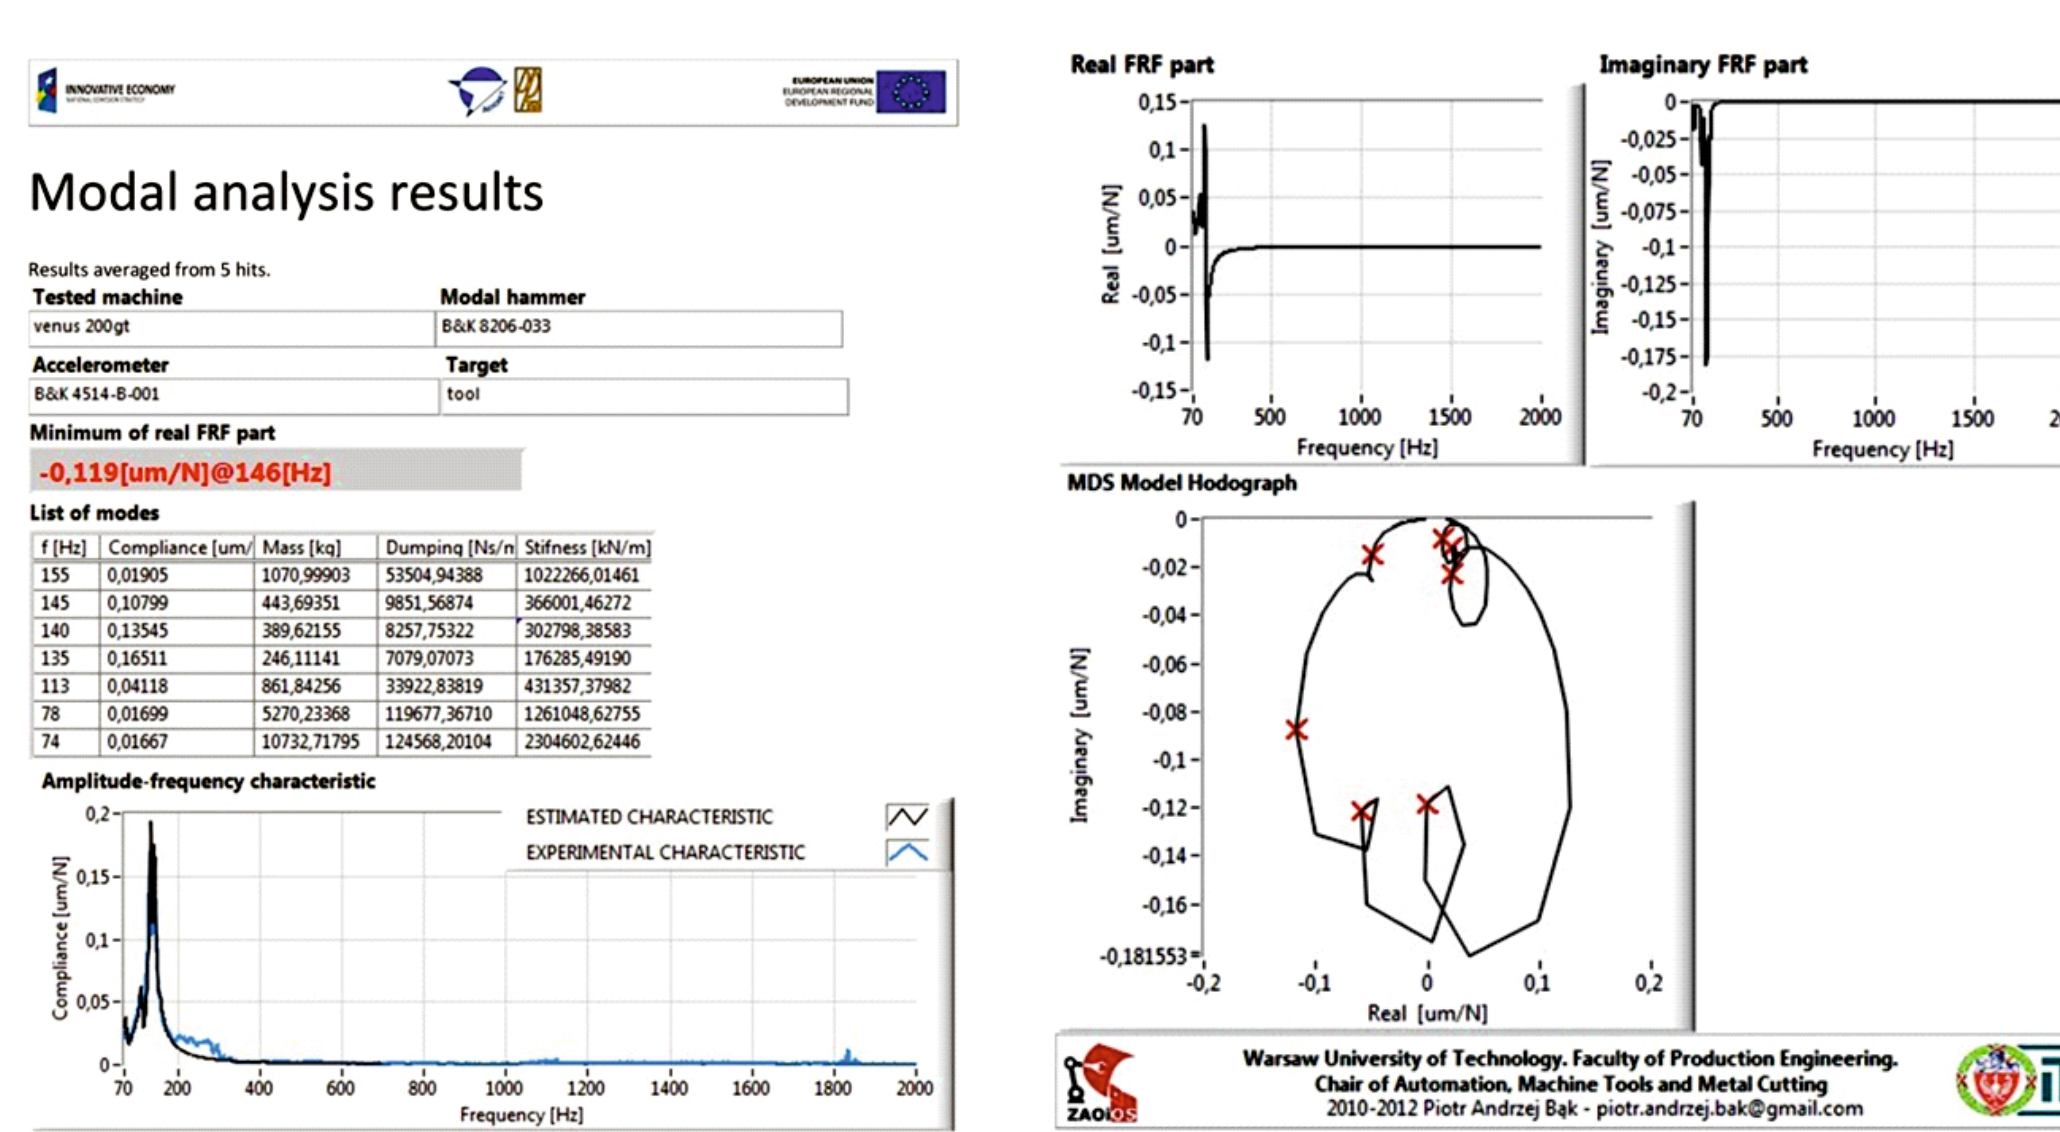 INNOVATIVE ECONOMY
EUROPEAN UNION
EUROPEAN REGIONAL
DEVELOPMENT FUND
Modal analysis results
Results averaged from 5 hits.
Tested machine Modal hammer
venus 200gt B&K 8206-033
Accelerometer Target
B&K 4514-B-001 tool
Minimum of real FRF part
-0,119[um/N]@146[Hz]
List of modes
f [Hz] Compliance [um/ Mass [kg] Dumping [Ns/n Stifness [kN/m]
155 0,01905 1070,99903 53504,94388 1022266,01461
145 0,10799 443,69351 9851,56874 366001,46272
140 0,13545 389,62155 8257,75322 302798,38583
135 0,16511 246,11141 7079,07073 176285,49190
113 0,04118 861,84256 33922,83819 431357,37982
78 0,01699 5270,23368 119677,36710 1261048,62755
74 0,01667 10732,71795 124568,20104 2304602,62446
Amplitude-frequency characteristic
ESTIMATED CHARACTERISTIC
EXPERIMENTAL CHARACTERISTIC
Compliance [um/N]
0,2
0,15
0,1
0,05
0
70 200 400 600 800 1000 1200 1400 1600 1800 2000
Frequency [Hz]
Real FRF part
Real [um/N]
0,15
0,1
0,05
0
-0,05
-0,1
-0,15
70 500 1000 1500 2000
Frequency [Hz]
Imaginary FRF part
Imaginary [um/N]
0
-0,025
-0,05
-0,075
-0,1
-0,125
-0,15
-0,175
-0,2
70 500 1000 1500 2
Frequency [Hz]
MDS Model Hodograph
Imaginary [um/N]
0
-0,02
-0,04
-0,06
-0,08
-0,1
-0,12
-0,14
-0,16
-0,181553
-0,2 -0,1 0 0,1 0,2
Real [um/N]
ZAOiOS
Warsaw University of Technology. Faculty of Production Engineering.
Chair of Automation, Machine Tools and Metal Cutting
2010-2012 Piotr Andrzej Bąk - piotr.andrzej.bak@gmail.com